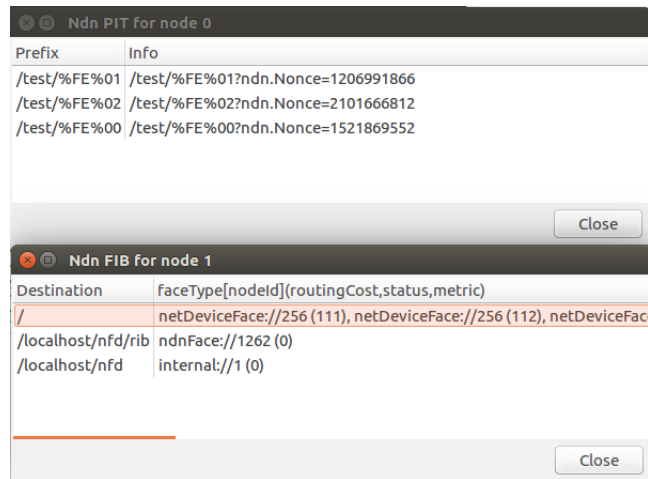 Ndn PIT for node 0
Prefix Info
/test/%FE%01 /test/%FE%01?ndn.Nonce=1206991866
/test/%FE%02 /test/%FE%02?ndn.Nonce=2101666812
/test/%FE%00 /test/%FE%00?ndn.Nonce=1521869552
Close
Ndn FIB for node 1
Destination faceType[nodeId](routingCost,status,metric)
/ netDeviceFace://256 (111), netDeviceFace://256 (112), netDeviceFac
/localhost/nfd/rib ndnFace://1262 (0)
/localhost/nfd internal://1 (0)
Close